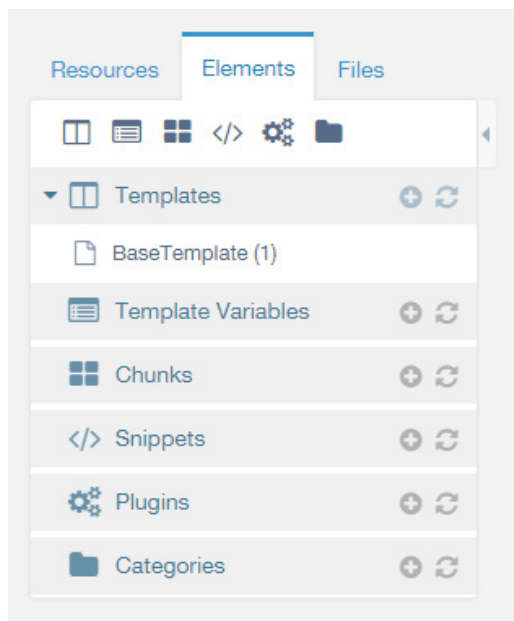 Resources Elements Files
Templates
BaseTemplate (1)
Template Variables
Chunks
Snippets
Plugins
Categories